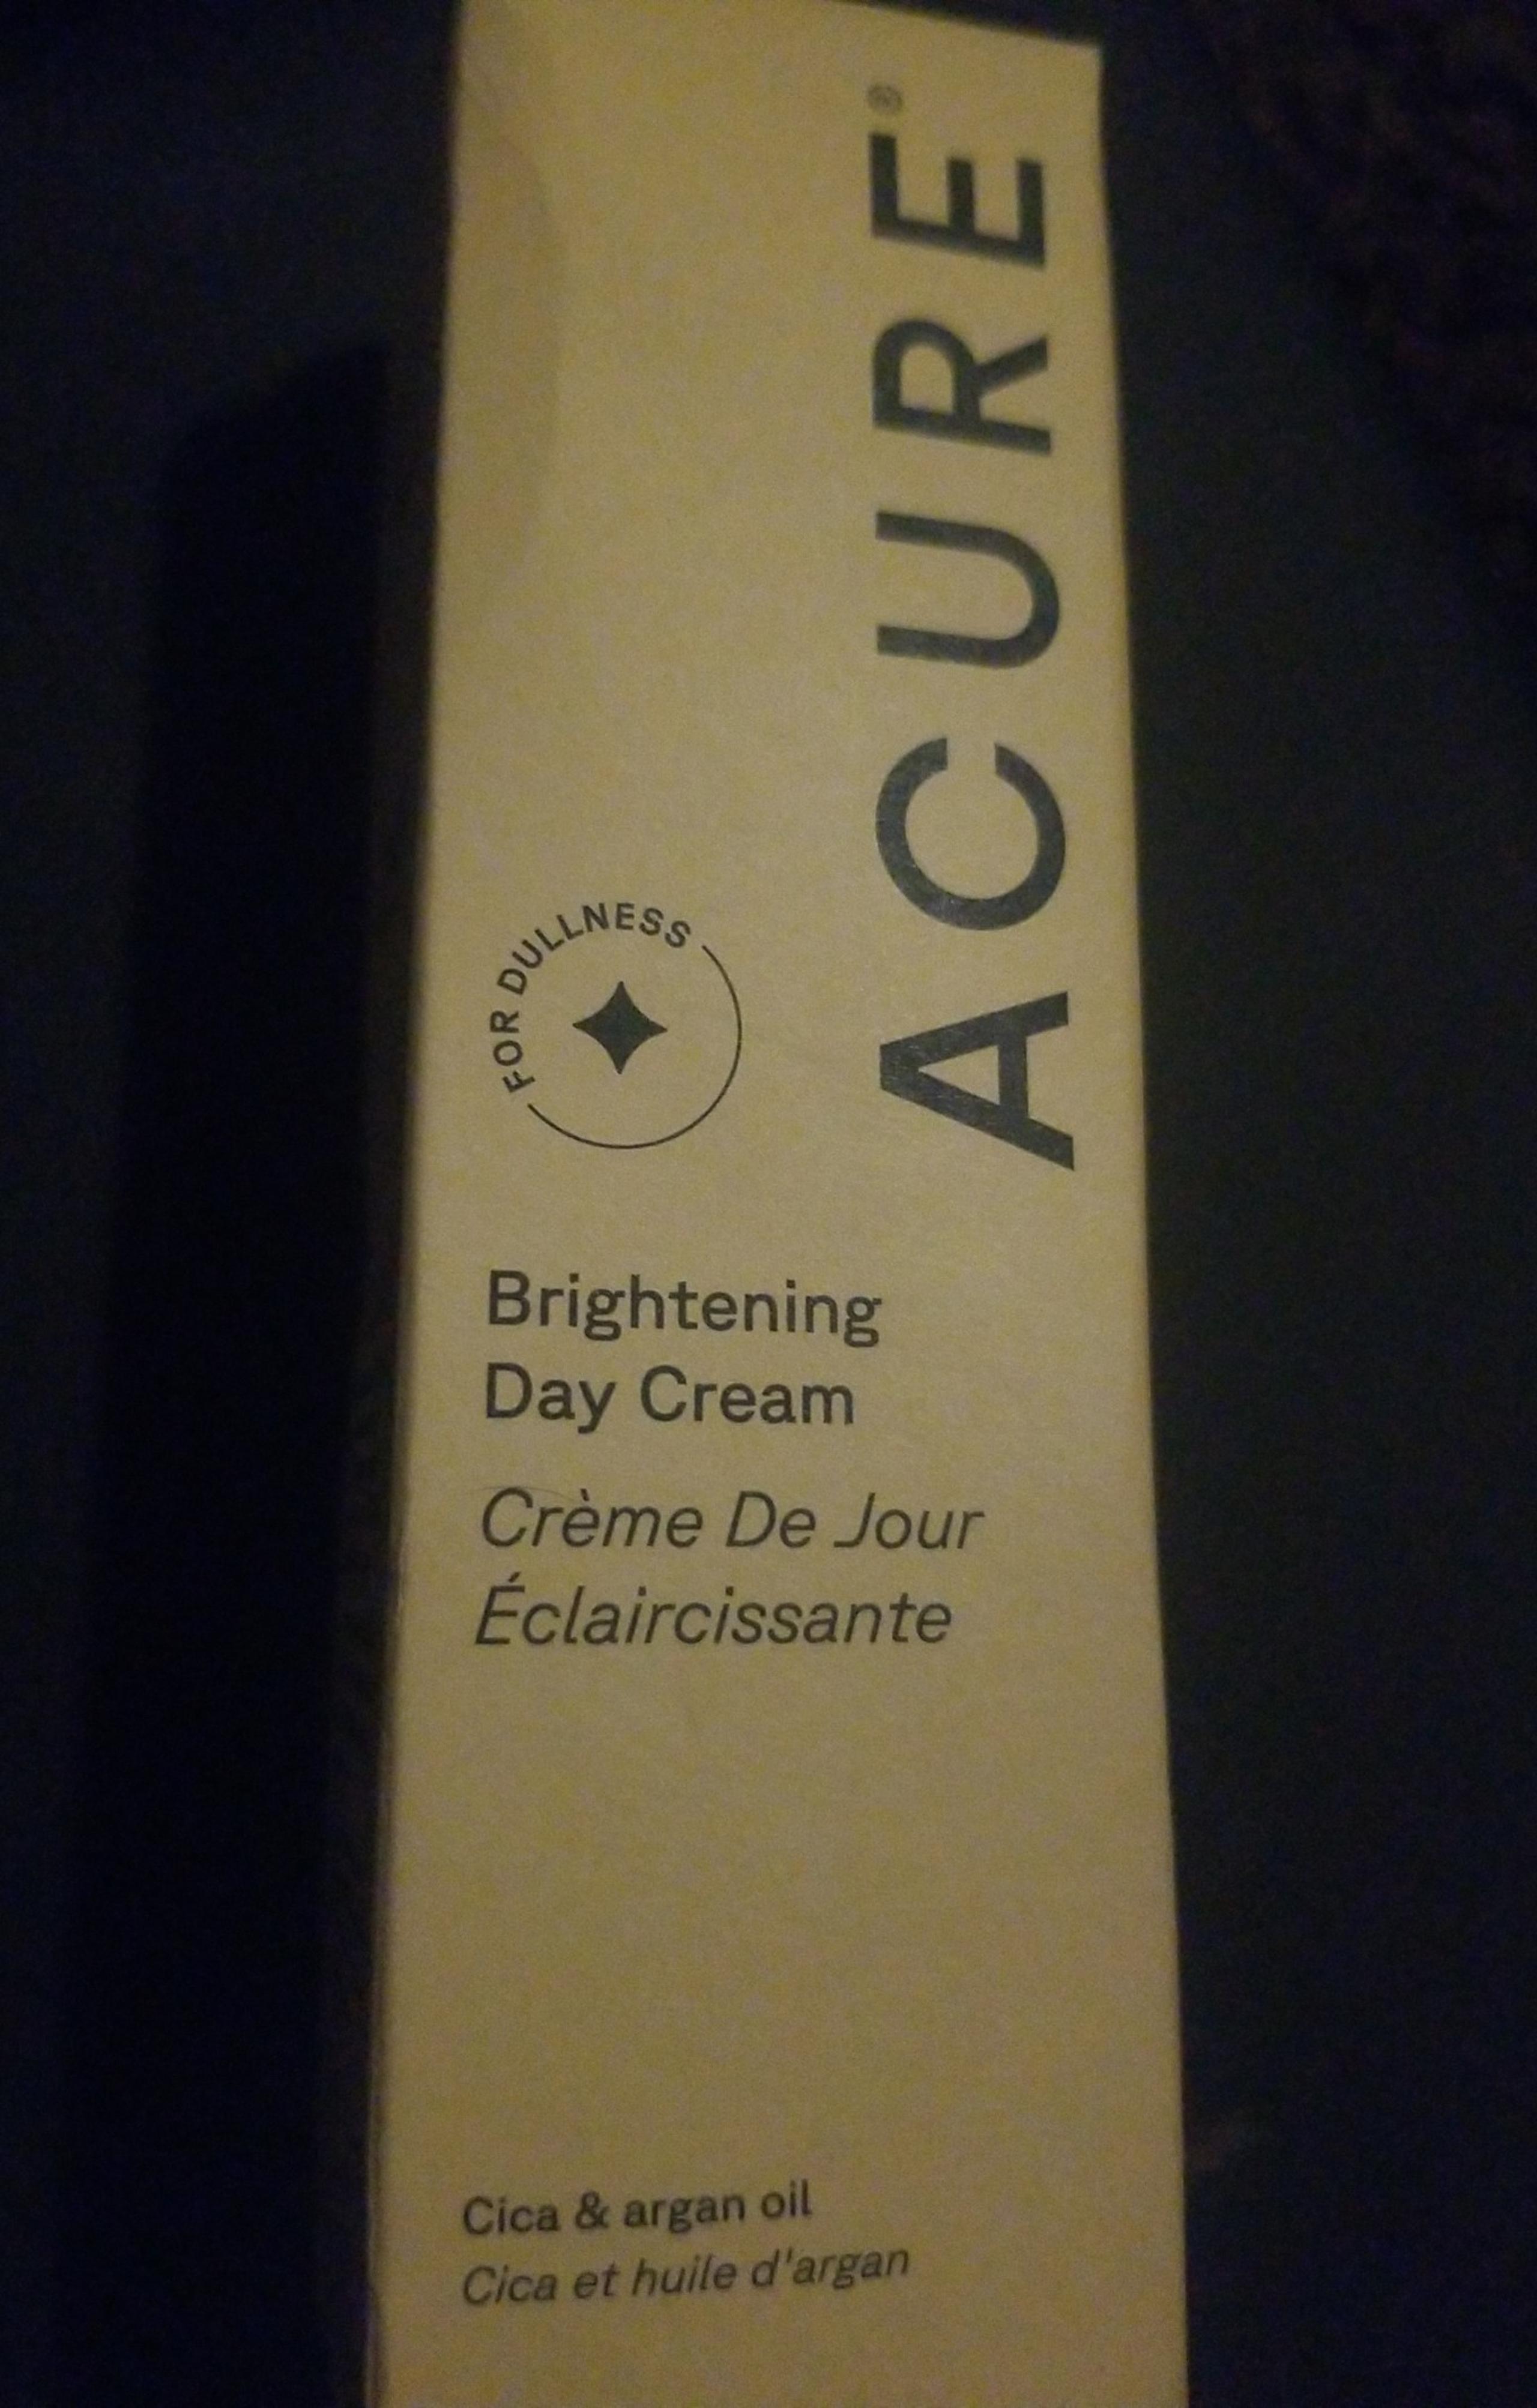 ACURE®
FOR DULLNESS
Brightening
Day Cream
Crème De Jour
Éclaircissante
Cica & argan oil
Cica et huile d'argan